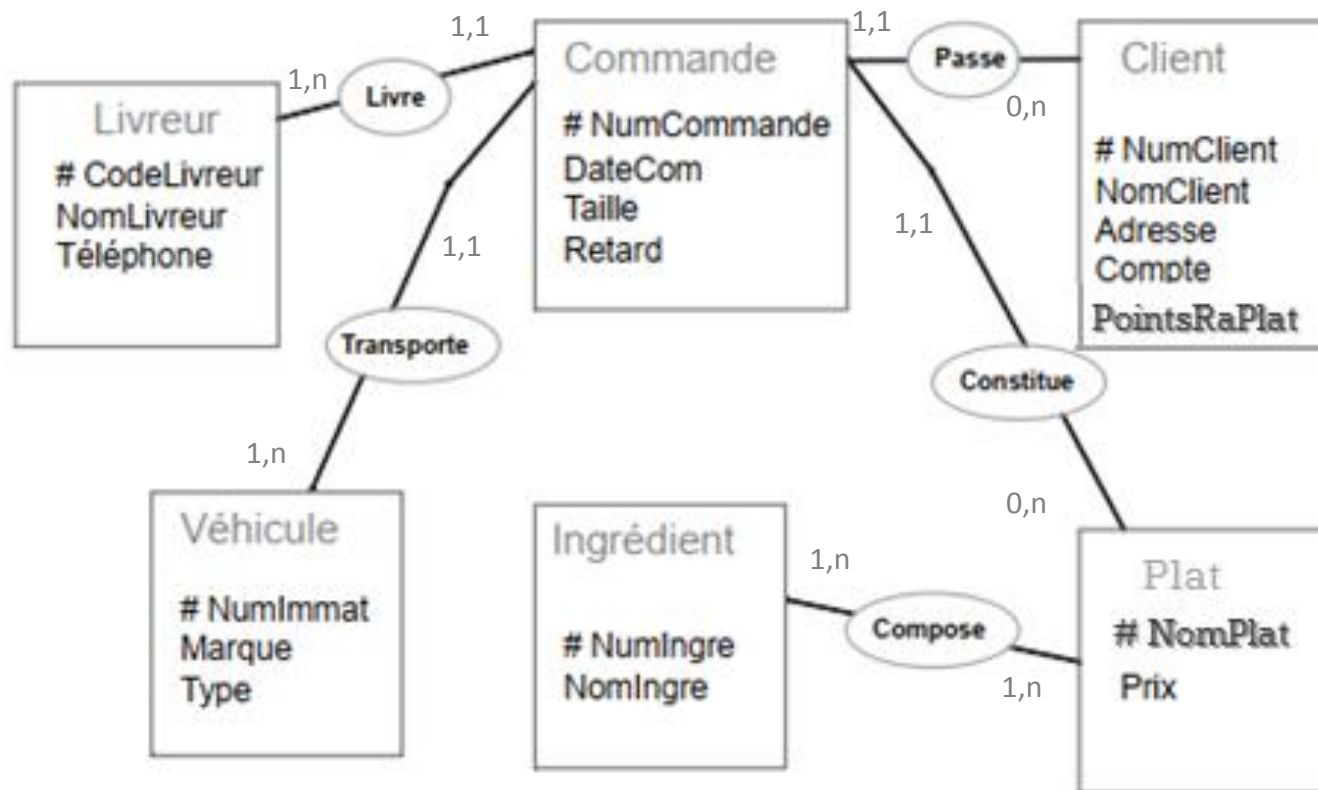 1,1
1,1
Commande
# NumCommande
DateCom
Taille
Retard
Passe
Client
# NumClient
NomClient
Adresse
Compte
PointsRaPlat
0,n
1,n
Livre
Livreur
# CodeLivreur
NomLivreur
Téléphone
1,1
1,1
Transporte
Constitue
1,n
0,n
Véhicule
# NumImmat
Marque
Type
Ingrédient
# NumIngre
NomIngre
1,n
Compose
1,n
Plat
# NomPlat
Prix